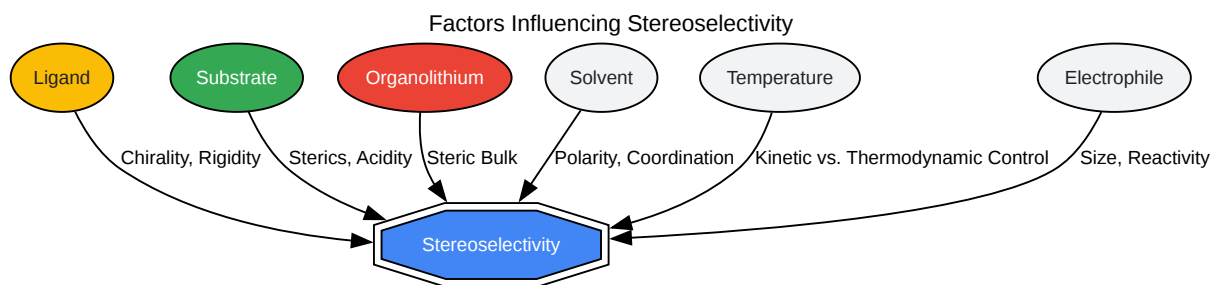 Factors Influencing Stereoselectivity
Ligand
Substrate
Organolithium
Solvent
Temperature
Electrophile
Chirality, Rigidity
Sterics, Acidity
Steric Bulk
Polarity, Coordination
Kinetic vs. Thermodynamic Control
Size, Reactivity
Stereoselectivity